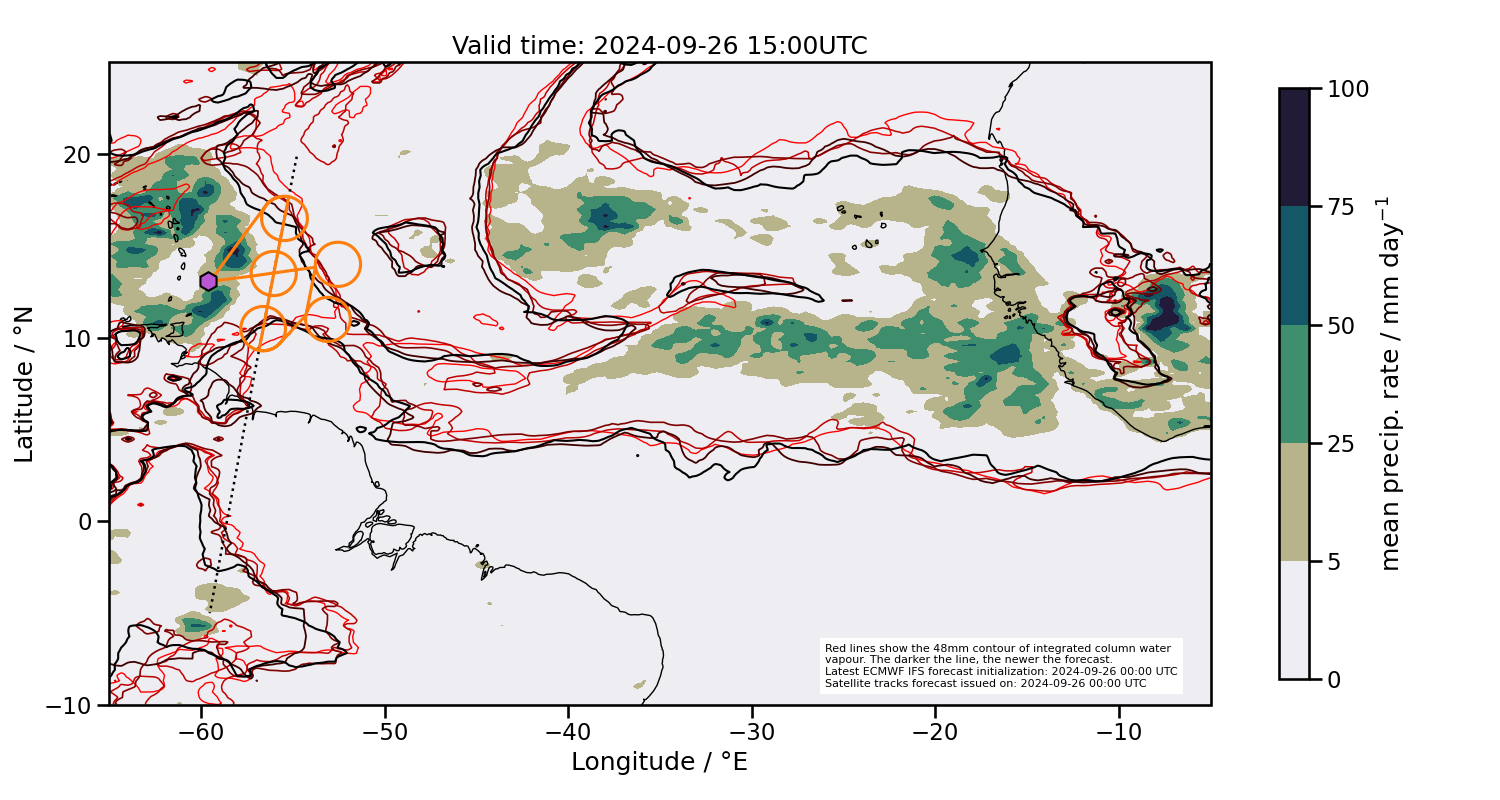 Valid time: 2024-09-26 15:00UTC
20
10
0
−10
Latitude / °N
−60
−50
−40
−30
−20
−10
Longitude / °E
Red lines show the 48mm contour of integrated column water
vapour. The darker the line, the newer the forecast.
Latest ECMWF IFS forecast initialization: 2024-09-26 00:00 UTC
Satellite tracks forecast issued on: 2024-09-26 00:00 UTC
100
75
50
25
5
0
mean precip. rate / mm day⁻¹